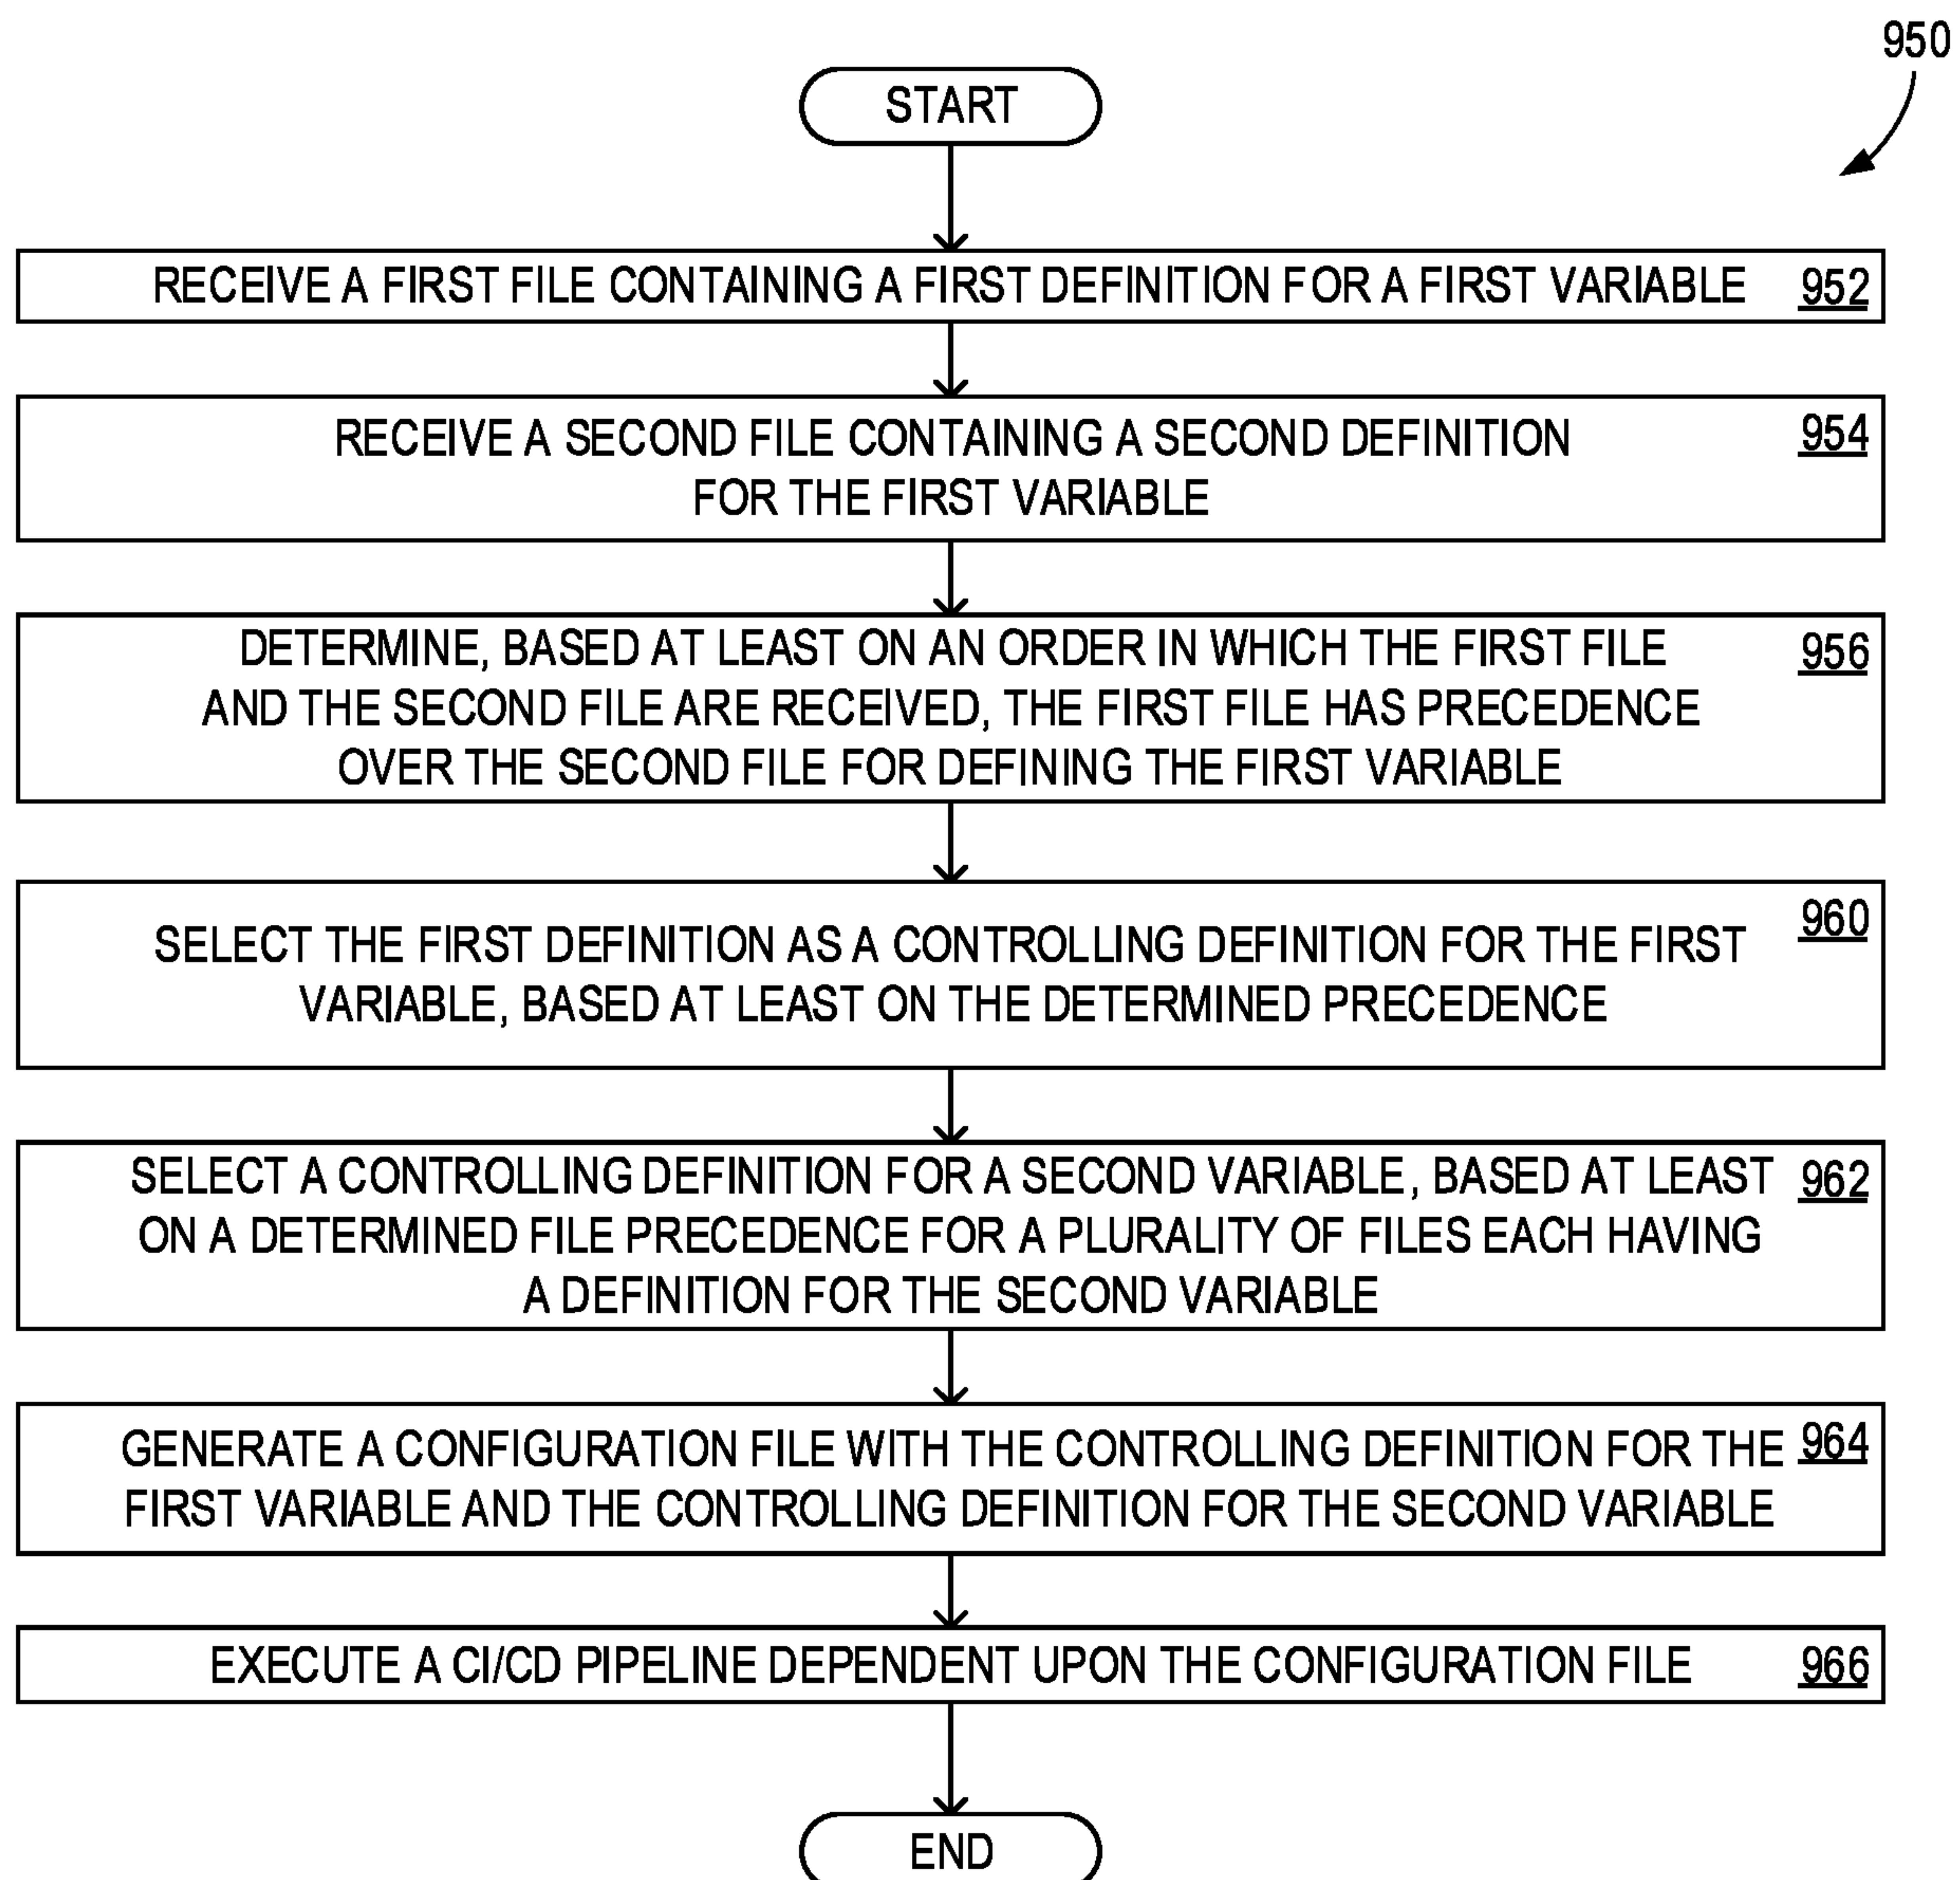 950
START
RECEIVE A FIRST FILE CONTAINING A FIRST DEFINITION FOR A FIRST VARIABLE 952
RECEIVE A SECOND FILE CONTAINING A SECOND DEFINITION 954
FOR THE FIRST VARIABLE
DETERMINE, BASED AT LEAST ON AN ORDER IN WHICH THE FIRST FILE 956
AND THE SECOND FILE ARE RECEIVED, THE FIRST FILE HAS PRECEDENCE
OVER THE SECOND FILE FOR DEFINING THE FIRST VARIABLE
960
SELECT THE FIRST DEFINITION AS A CONTROLLING DEFINITION FOR THE FIRST
VARIABLE, BASED AT LEAST ON THE DETERMINED PRECEDENCE
SELECT A CONTROLLING DEFINITION FOR A SECOND VARIABLE, BASED AT LEAST 962
ON A DETERMINED FILE PRECEDENCE FOR A PLURALITY OF FILES EACH HAVING
A DEFINITION FOR THE SECOND VARIABLE
GENERATE A CONFIGURATION FILE WITH THE CONTROLLING DEFINITION FOR THE 964
FIRST VARIABLE AND THE CONTROLLING DEFINITION FOR THE SECOND VARIABLE
EXECUTE A CI/CD PIPELINE DEPENDENT UPON THE CONFIGURATION FILE 966
END